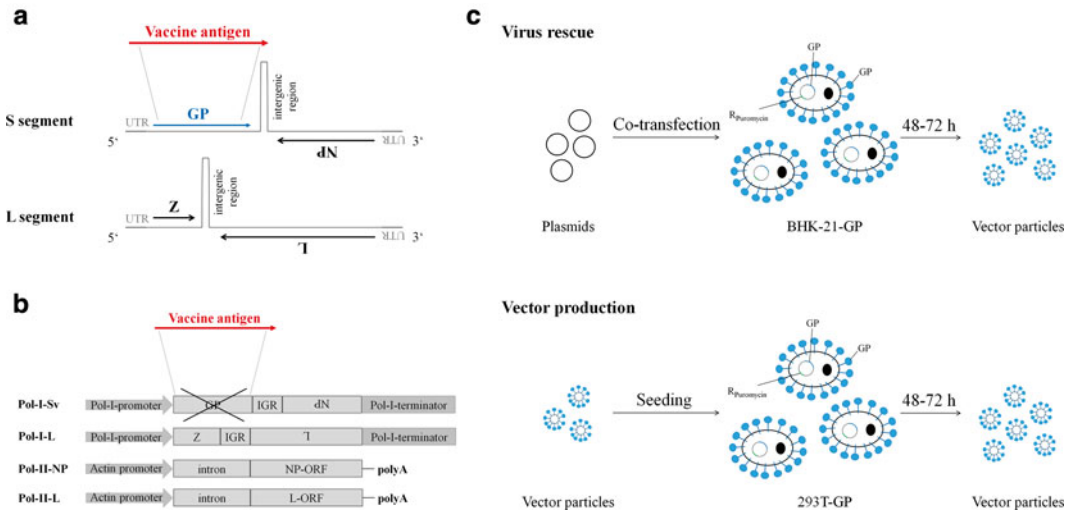 a
Vaccine antigen
S segment
UTR
GP
intergenic region
NP
UTR
5‘
3‘
L segment
UTR
Z
intergenic region
L
UTR
5‘
3‘
b
Vaccine antigen
Pol-I-Sv
Pol-I-promoter
GP
IGR
NP
Pol-I-terminator
Pol-I-L
Pol-I-promoter
Z
IGR
L
Pol-I-terminator
Pol-II-NP
Actin promoter
intron
NP-ORF
polyA
Pol-II-L
Actin promoter
intron
L-ORF
polyA
c
Virus rescue
GP
GP
RPuromycin
Co-transfection
48-72 h
Plasmids
BHK-21-GP
Vector particles
Vector production
GP
GP
RPuromycin
Seeding
48-72 h
Vector particles
293T-GP
Vector particles